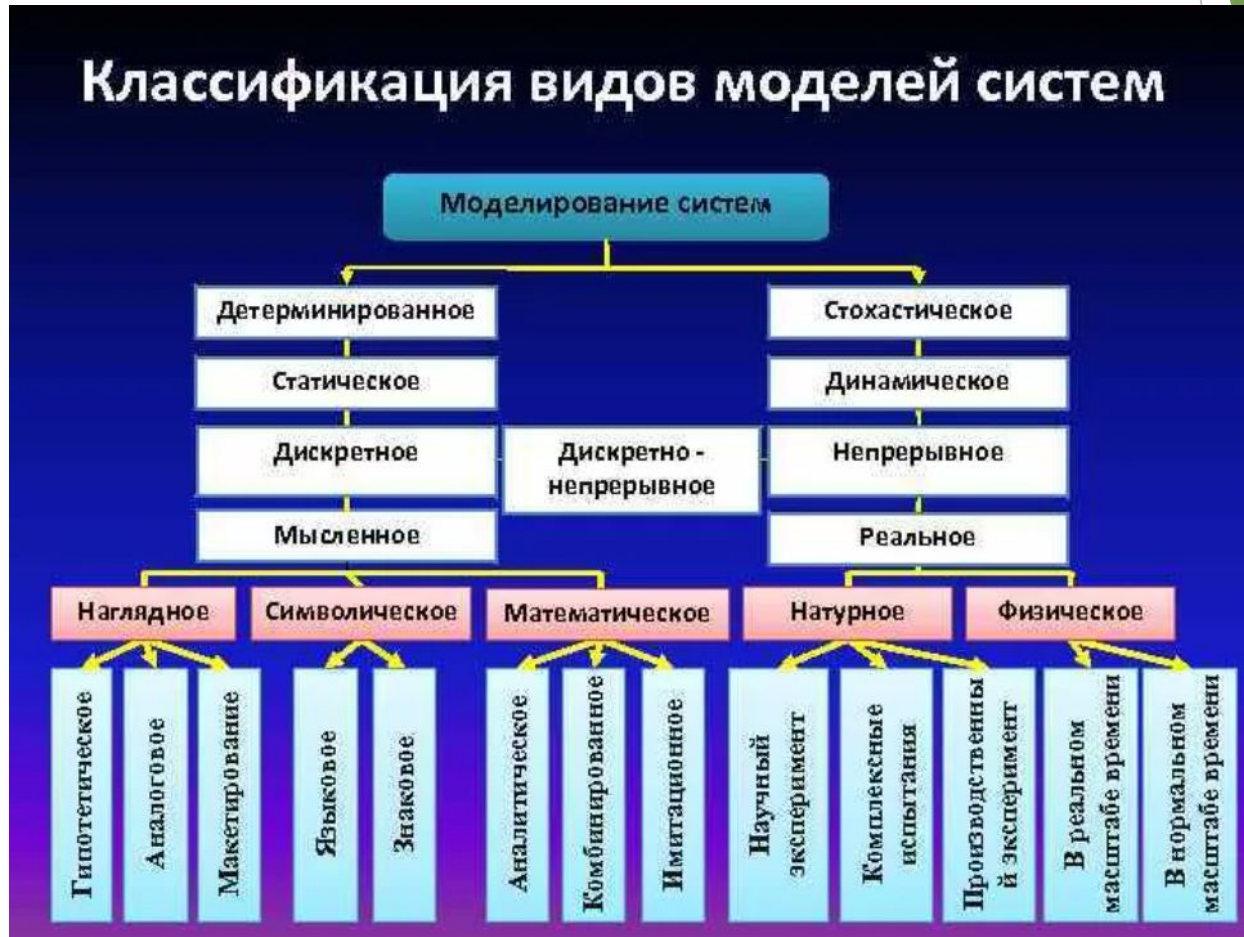 Классификация видов моделей систем
Моделирование систем
Детерминированное
Стохастическое
Статическое
Динамическое
Дискретное
Дискретно -
непрерывное
Непрерывное
Мысленное
Реальное
Наглядное
Символическое
Математическое
Натурное
Физическое
Гипотетическое
Аналоговое
Макетирование
Языковое
Знаковое
Аналитическое
Комбинированное
Имитационное
Научный
эксперимент
Комплексные
испытания
Производственны
й эксперимент
В реальном
масштабе времени
В нормальном
масштабе времени